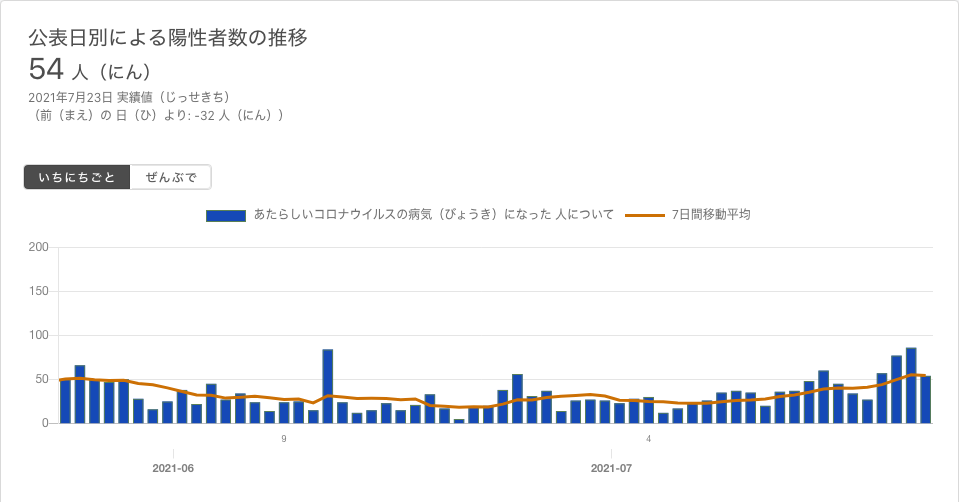 公表日別による陽性者数の推移
54 人（にん）
2021年7月23日 実績値（じっせきち）
（前（まえ）の 日（ひ）より: -32 人（にん））
いちにちごと ぜんぶで
あたらしいコロナウイルスの病気（びょうき）になった 人について 7日間移動平均
200
150
100
50
0
9 4
2021-06 2021-07